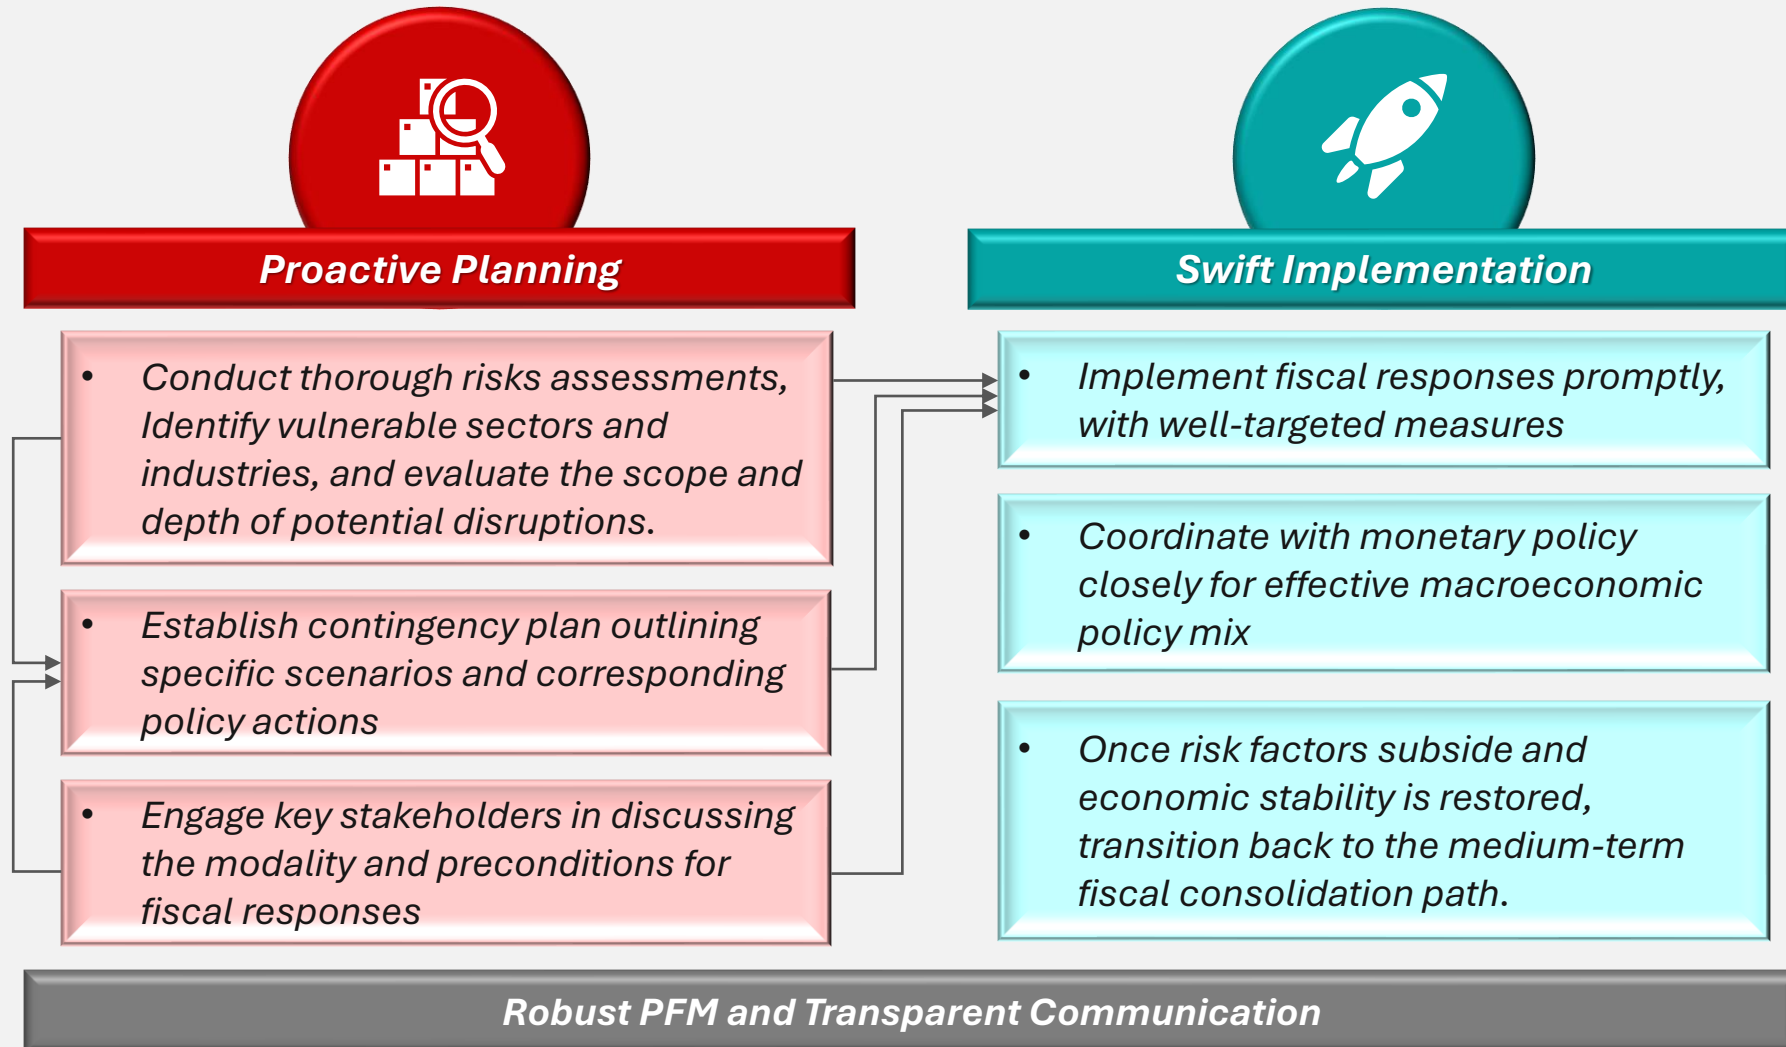 Proactive Planning
• Conduct thorough risks assessments,
Identify vulnerable sectors and
industries, and evaluate the scope and
depth of potential disruptions.
• Establish contingency plan outlining
specific scenarios and corresponding
policy actions
• Engage key stakeholders in discussing
the modality and preconditions for
fiscal responses
Swift Implementation
• Implement fiscal responses promptly,
with well-targeted measures
• Coordinate with monetary policy
closely for effective macroeconomic
policy mix
• Once risk factors subside and
economic stability is restored,
transition back to the medium-term
fiscal consolidation path.
Robust PFM and Transparent Communication